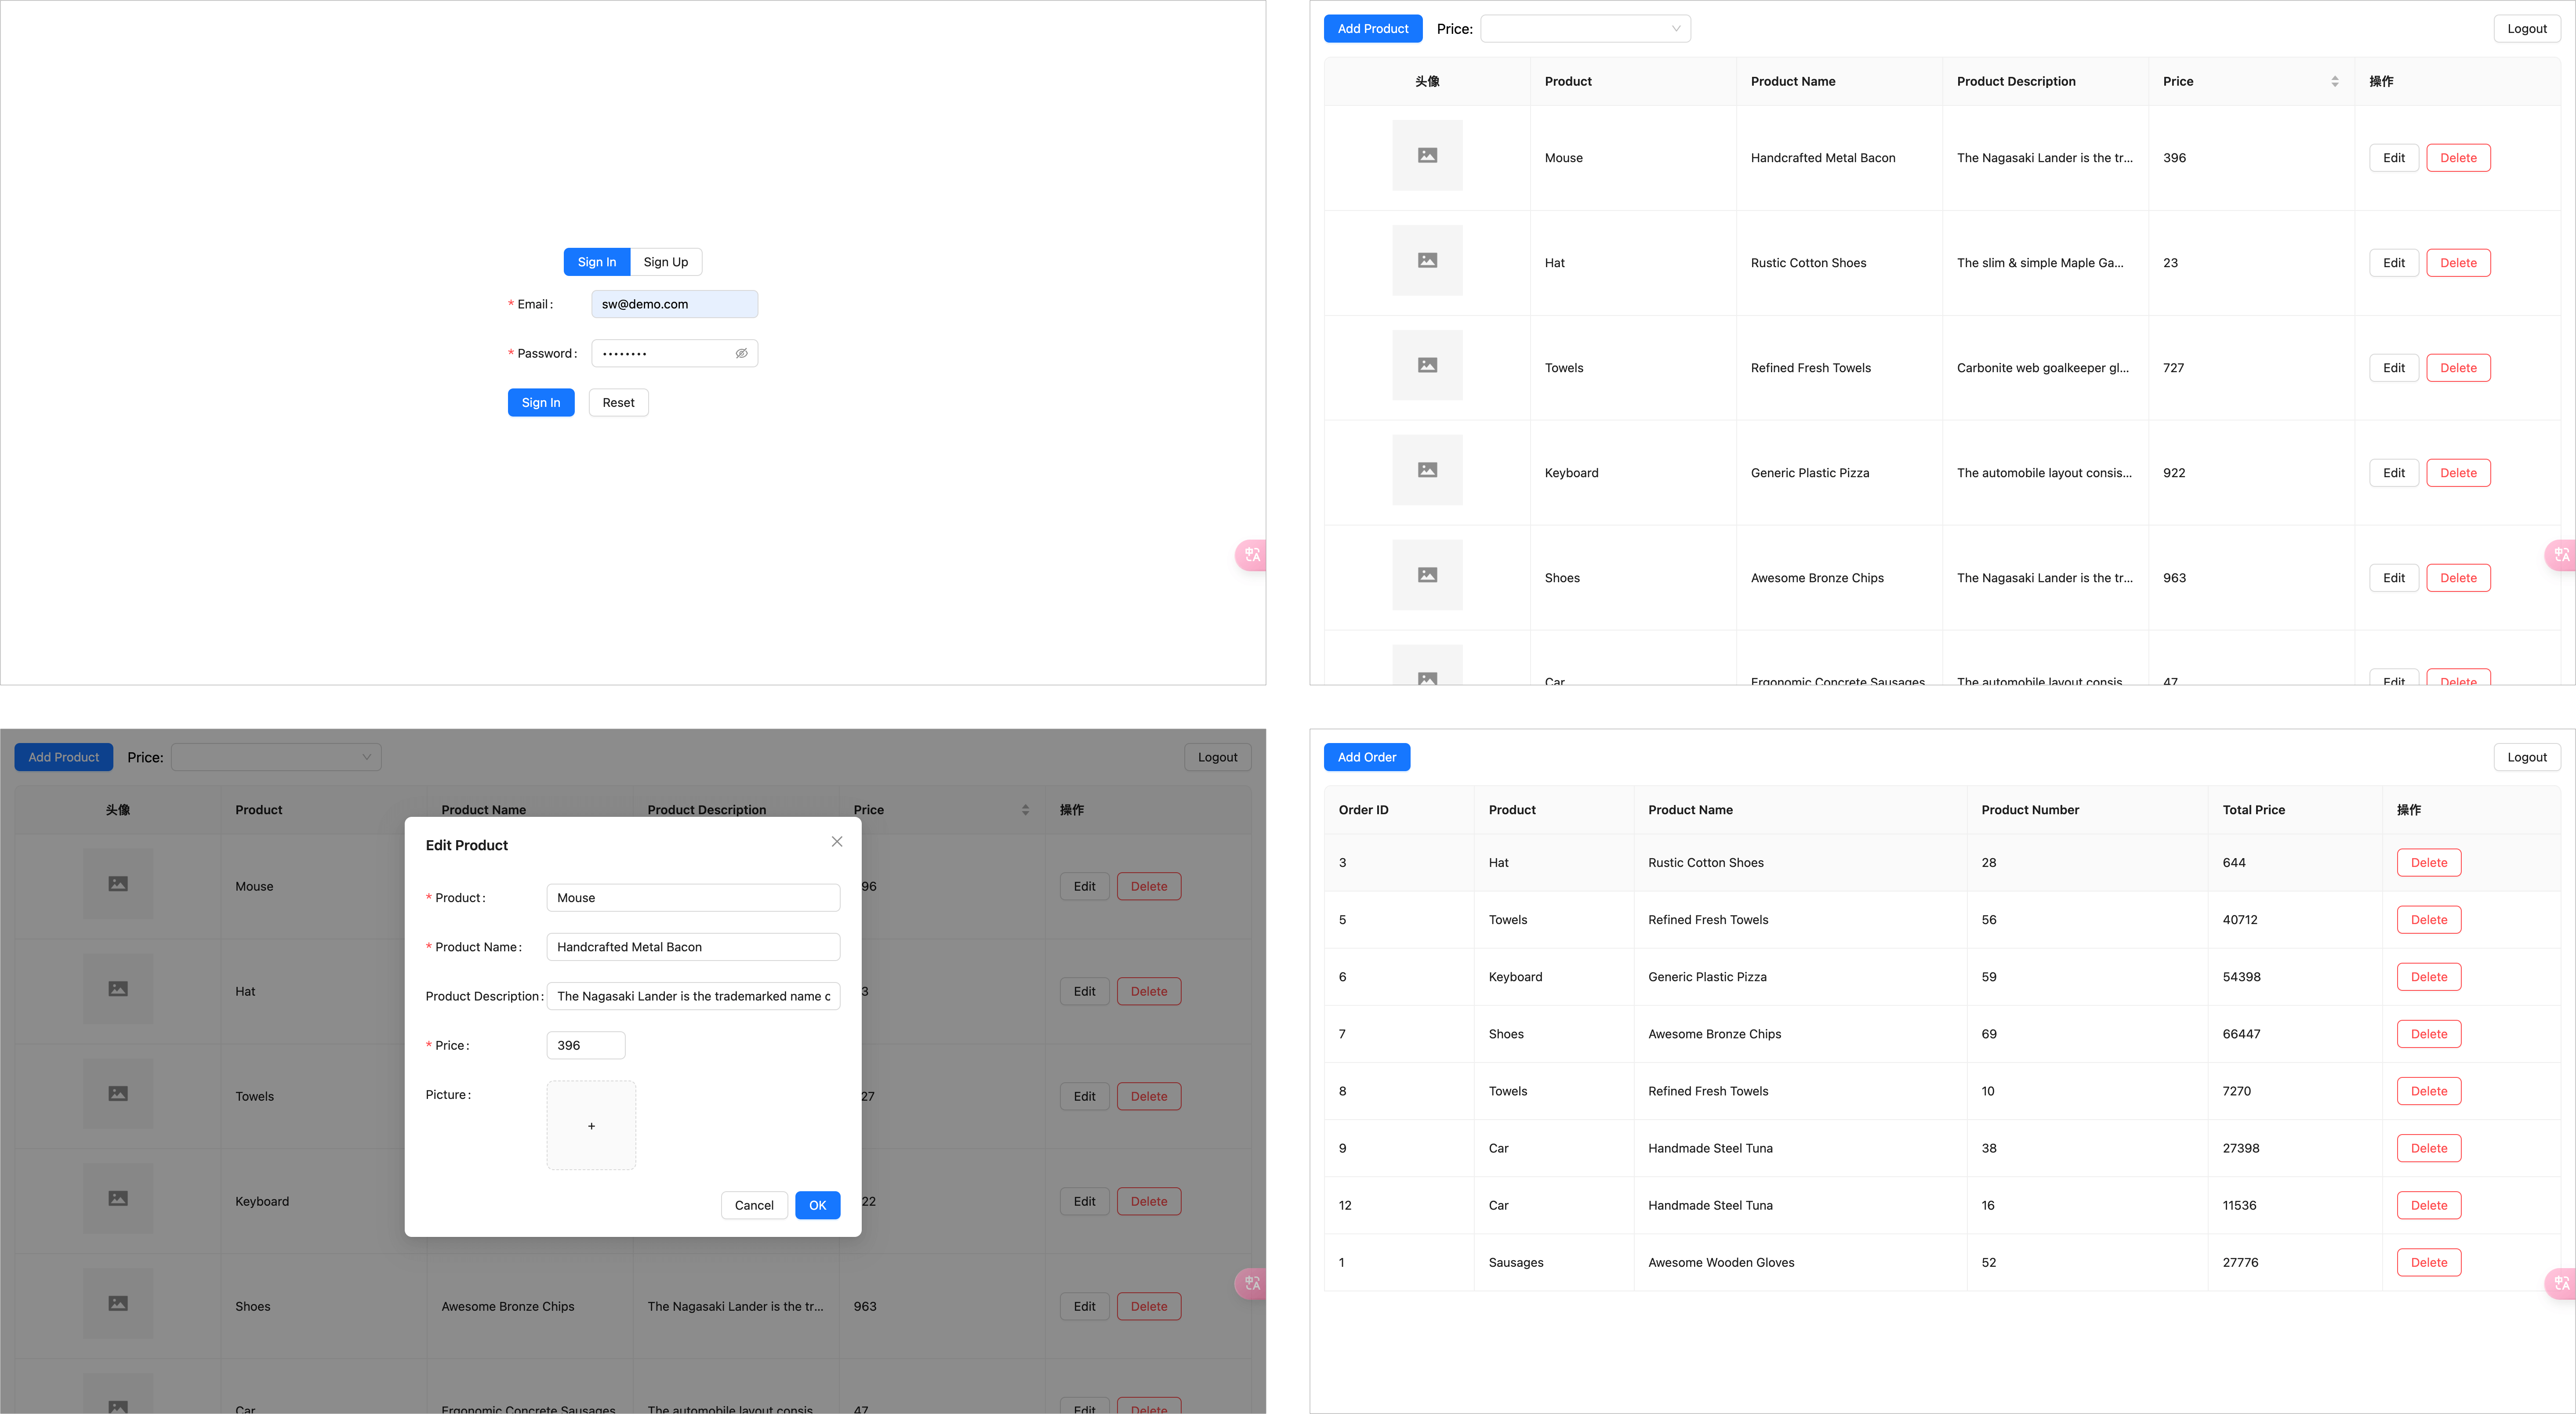 Sign In Sign Up
* Email: sw@demo.com
* Password: ••••••••
Sign In Reset
中A
Add Product Price: Logout
头像 Product Product Name Product Description Price 操作
Mouse Handcrafted Metal Bacon The Nagasaki Lander is the tr... 396 Edit Delete
Hat Rustic Cotton Shoes The slim & simple Maple Ga... 23 Edit Delete
Towels Refined Fresh Towels Carbonite web goalkeeper gl... 727 Edit Delete
Keyboard Generic Plastic Pizza The automobile layout consis... 922 Edit Delete
Shoes Awesome Bronze Chips The Nagasaki Lander is the tr... 963 Edit Delete
Car Ergonomic Concrete Sausages The automobile layout consis... 47 Edit Delete
中A
Add Product Price: Logout
头像 Product Product Name Product Description Price 操作
Mouse 96 Edit Delete
Hat 3 Edit Delete
Towels 27 Edit Delete
Keyboard 22 Edit Delete
Shoes Awesome Bronze Chips The Nagasaki Lander is the tr... 963 Edit Delete
Car Ergonomic Concrete Sausages The automobile layout consis... 47 Edit Delete
Edit Product
* Product: Mouse
* Product Name: Handcrafted Metal Bacon
Product Description: The Nagasaki Lander is the trademarked name o
* Price: 396
Picture:
+
Cancel OK
中A
Add Order Logout
Order ID Product Product Name Product Number Total Price 操作
3 Hat Rustic Cotton Shoes 28 644 Delete
5 Towels Refined Fresh Towels 56 40712 Delete
6 Keyboard Generic Plastic Pizza 59 54398 Delete
7 Shoes Awesome Bronze Chips 69 66447 Delete
8 Towels Refined Fresh Towels 10 7270 Delete
9 Car Handmade Steel Tuna 38 27398 Delete
12 Car Handmade Steel Tuna 16 11536 Delete
1 Sausages Awesome Wooden Gloves 52 27776 Delete
中A